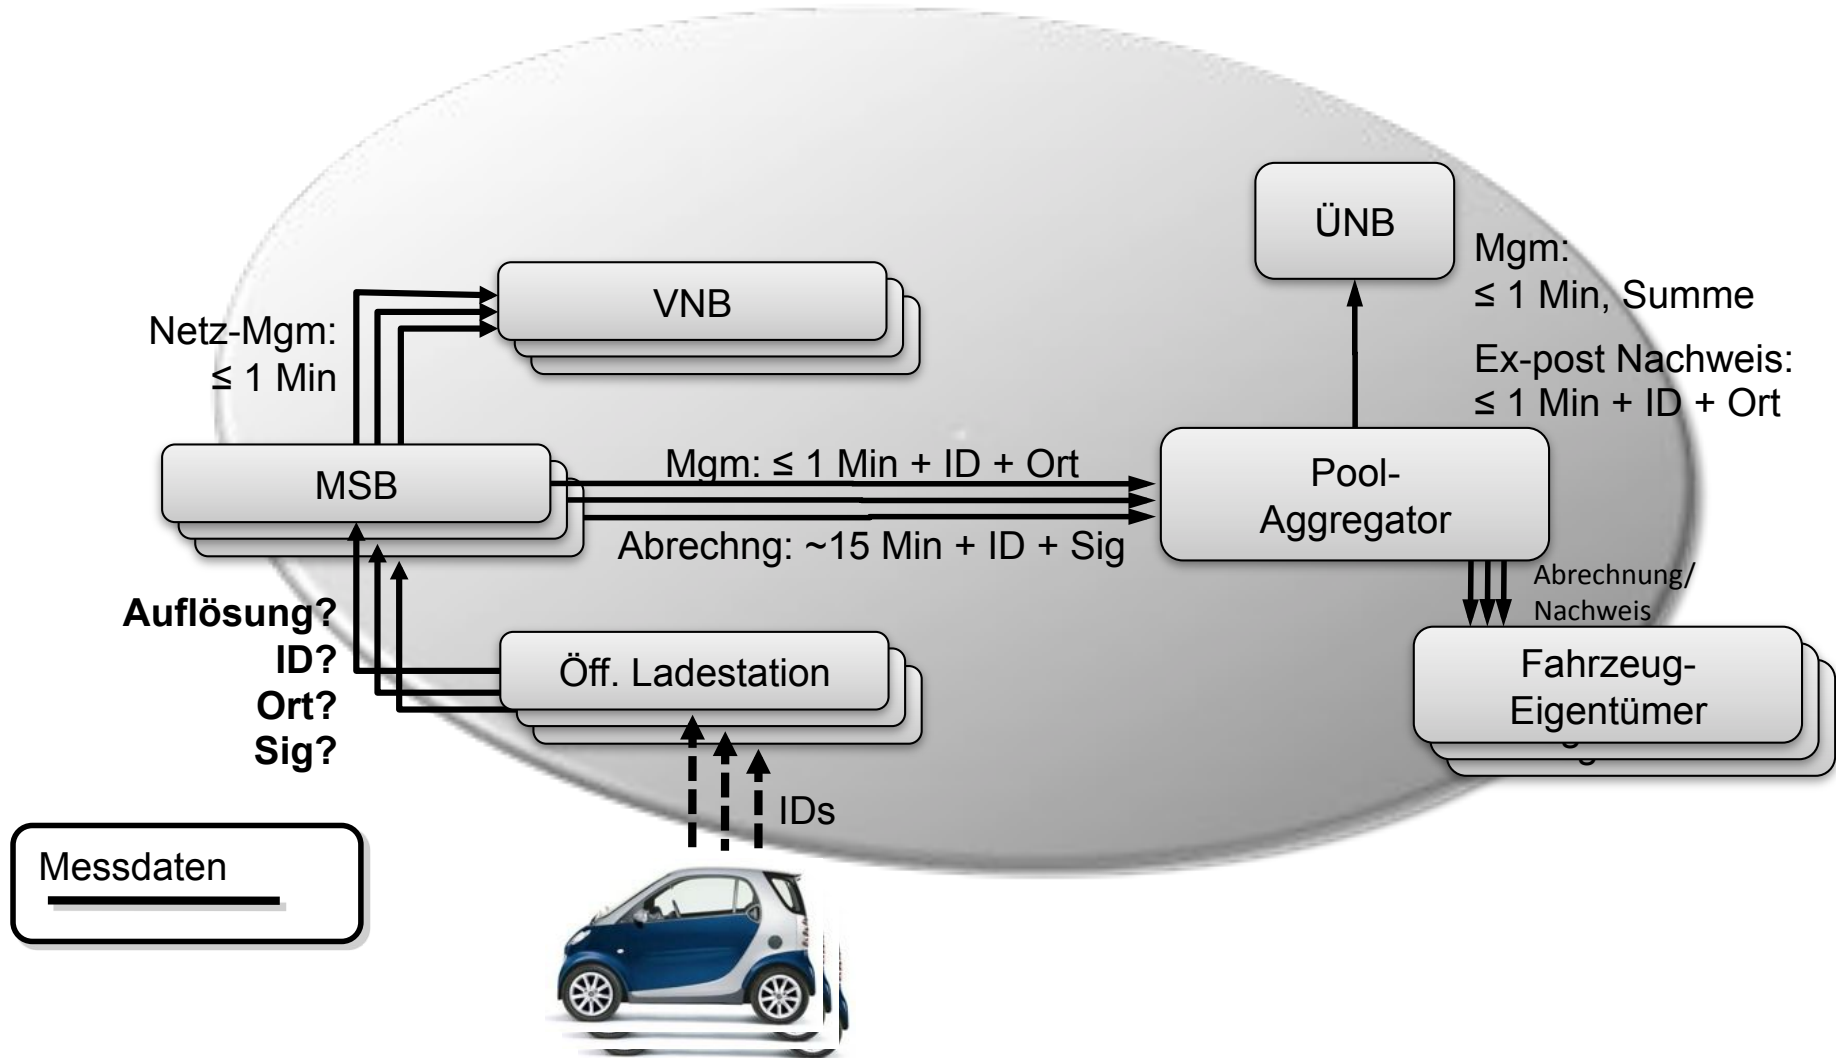 ÜNB
Mgm:
≤ 1 Min, Summe
Ex-post Nachweis:
≤ 1 Min + ID + Ort
VNB
Netz-Mgm:
≤ 1 Min
MSB
Mgm: ≤ 1 Min + ID + Ort
Abrechng: ~15 Min + ID + Sig
Pool-
Aggregator
Abrechnung/
Nachweis
Auflösung?
ID?
Ort?
Sig?
Öff. Ladestation
Fahrzeug-
Eigentümer
IDs
Messdaten